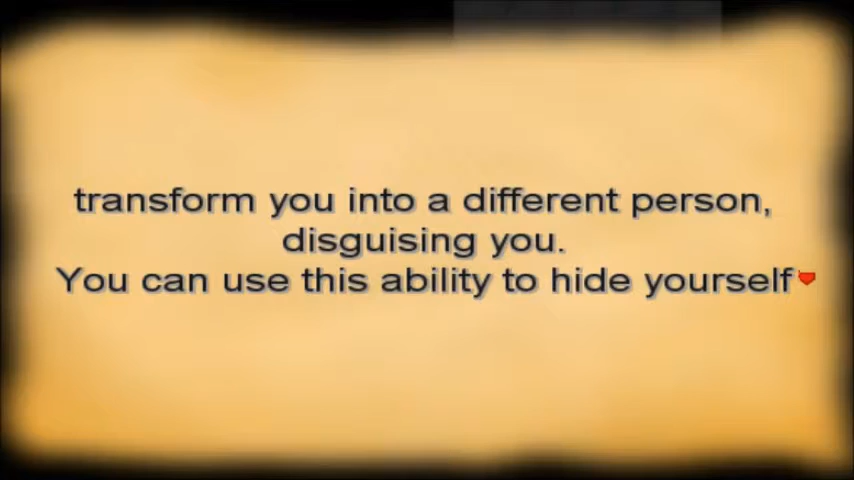 transform you into a different person,
disguising you.
You can use this ability to hide yourself